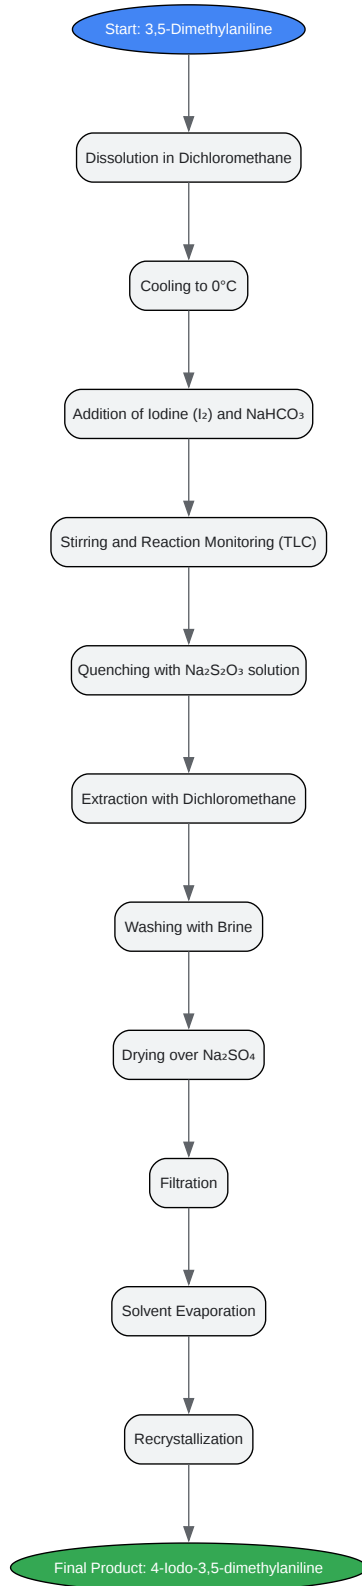 Start: 3,5-Dimethylaniline
Dissolution in Dichloromethane
Cooling to 0°C
Addition of Iodine (I₂) and NaHCO₃
Stirring and Reaction Monitoring (TLC)
Quenching with Na₂S₂O₃ solution
Extraction with Dichloromethane
Washing with Brine
Drying over Na₂SO₄
Filtration
Solvent Evaporation
Recrystallization
Final Product: 4-Iodo-3,5-dimethylaniline